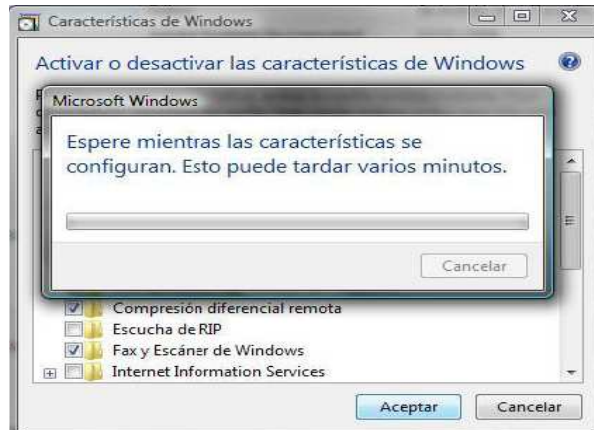 Características de Windows
Activar o desactivar las características de Windows
Microsoft Windows
Espere mientras las características se
configuran. Esto puede tardar varios minutos.
Cancelar
Compresión diferencial remota
Escucha de RIP
Fax y Escáner de Windows
Internet Information Services
Aceptar Cancelar